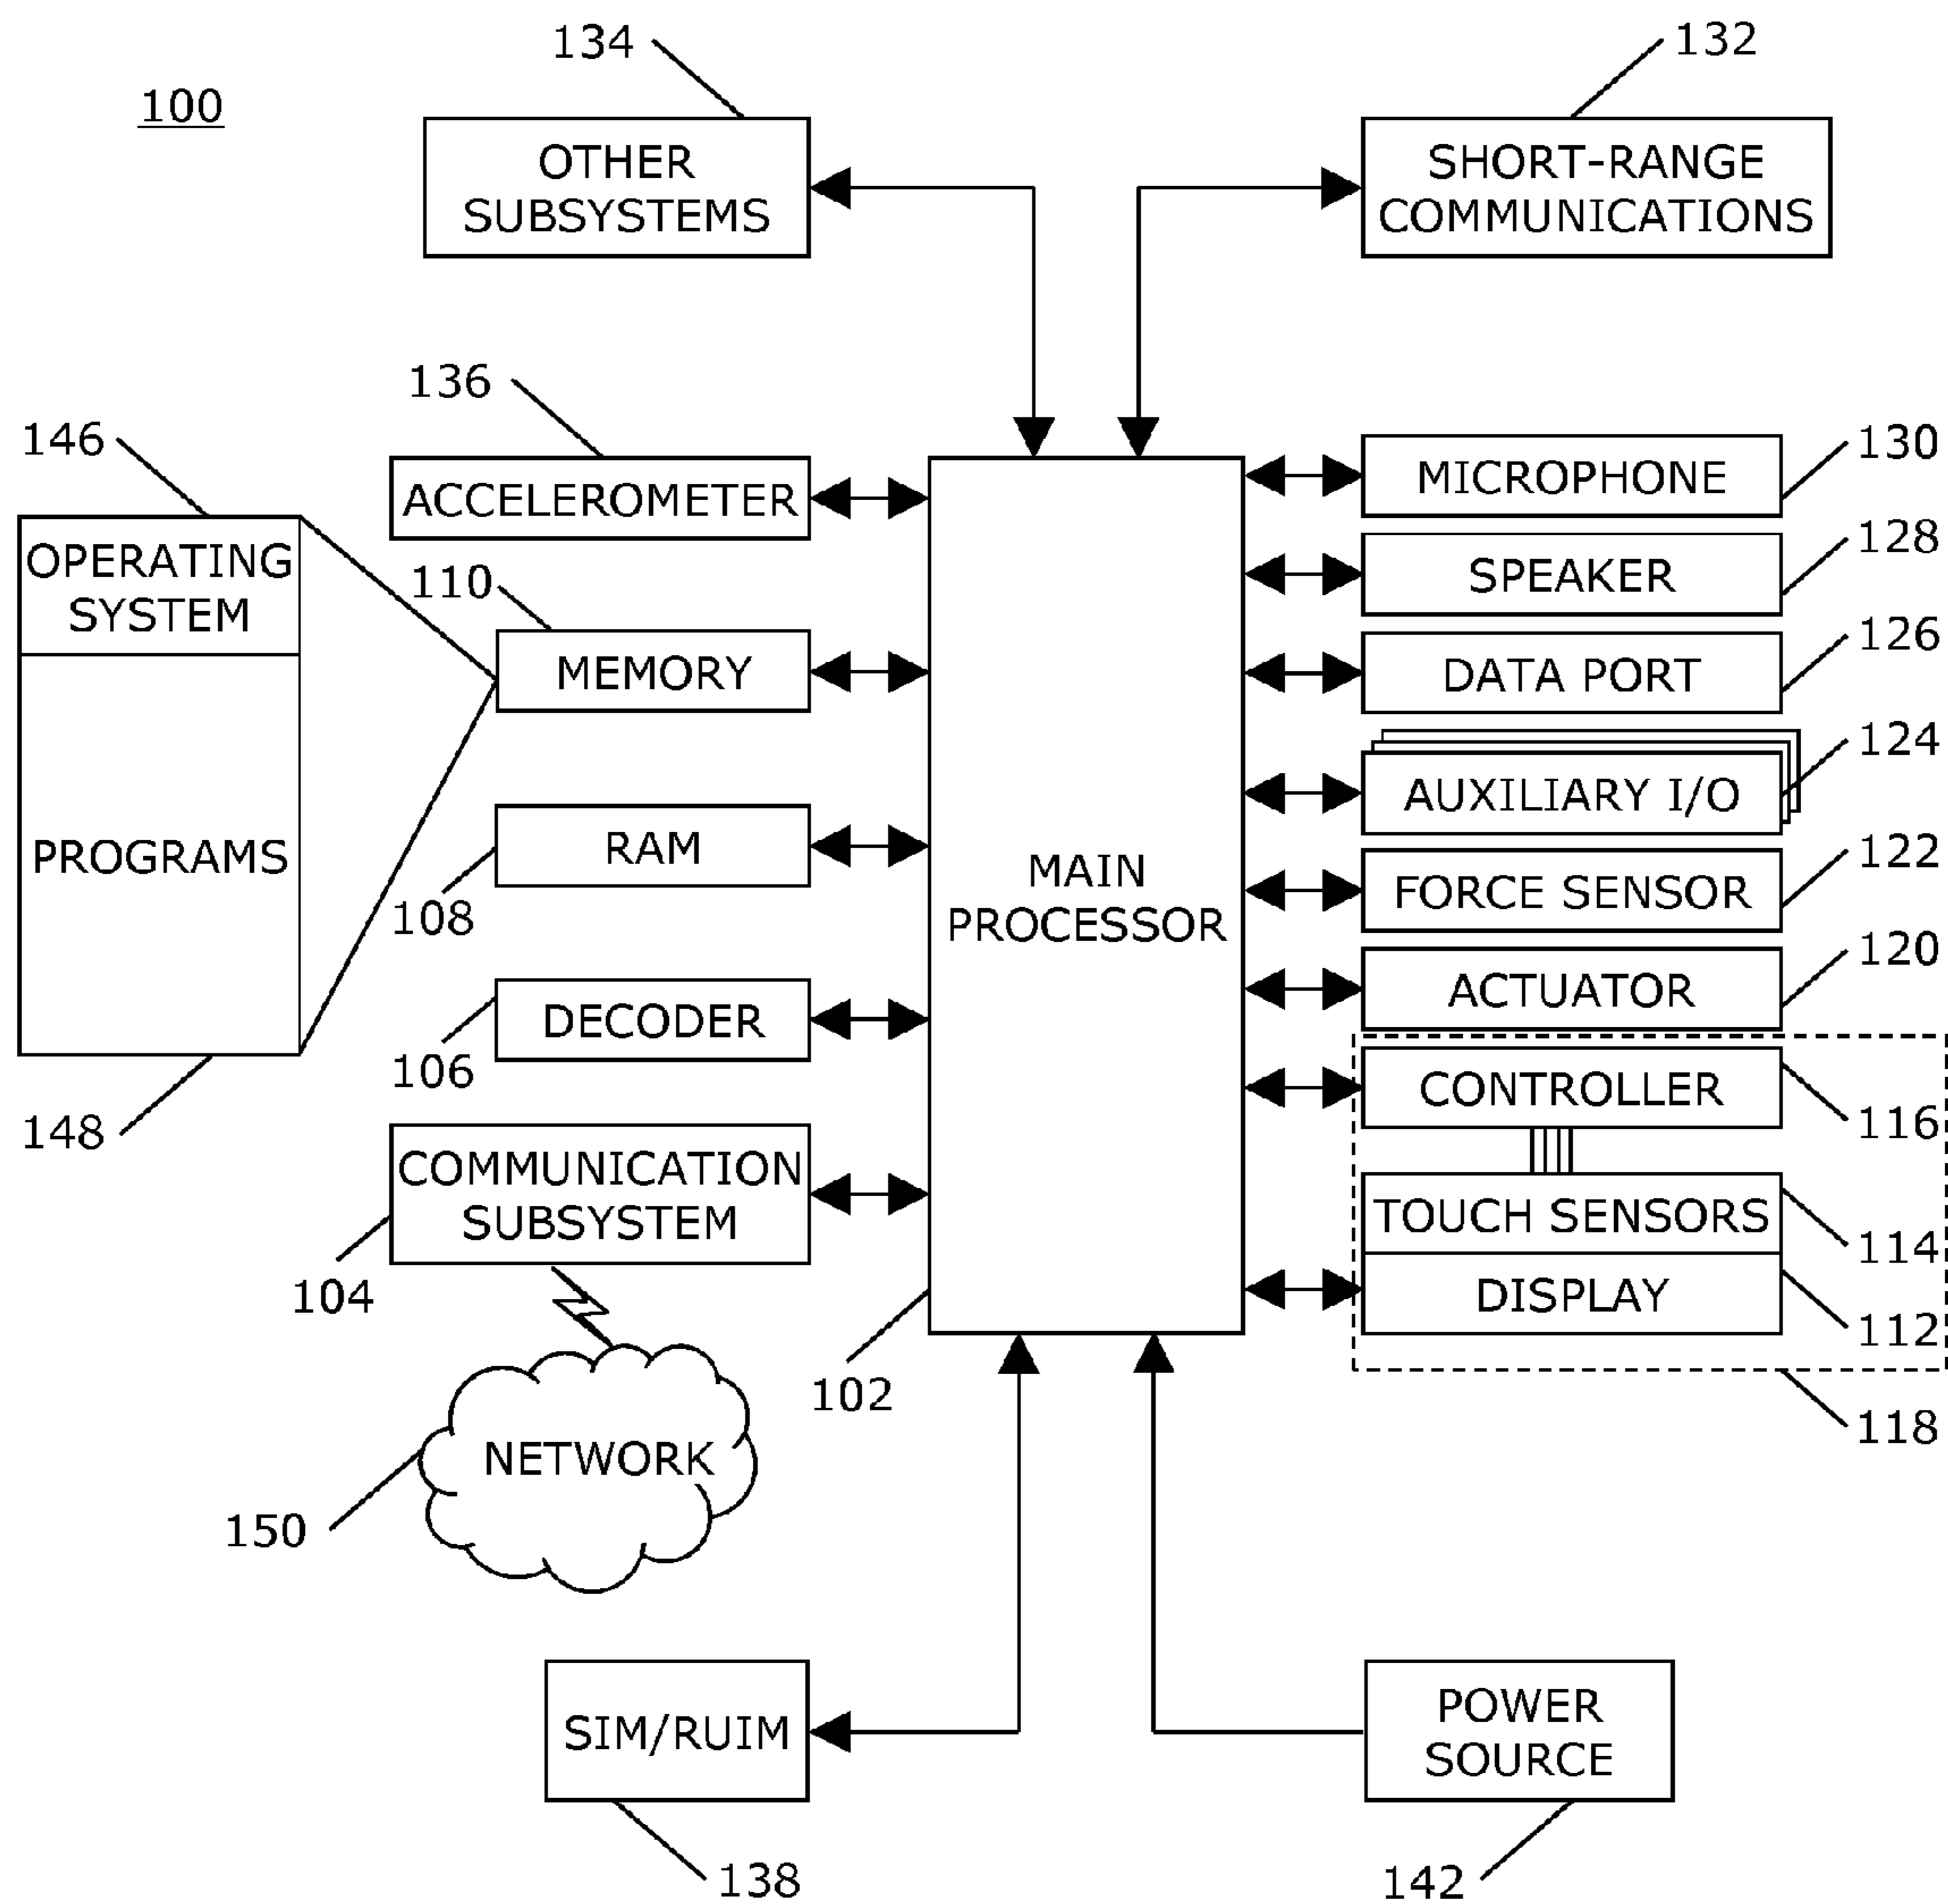 134
132
100
OTHER
SUBSYSTEMS
SHORT-RANGE
COMMUNICATIONS
136
146
ACCELEROMETER
MICROPHONE
130
OPERATING
SYSTEM
110
SPEAKER
128
MEMORY
DATA PORT
126
AUXILIARY I/O
124
PROGRAMS
RAM
108
MAIN
PROCESSOR
FORCE SENSOR
122
ACTUATOR
120
DECODER
106
CONTROLLER
116
148
COMMUNICATION
SUBSYSTEM
104
TOUCH SENSORS
114
DISPLAY
112
102
118
NETWORK
150
SIM/RUIM
POWER
SOURCE
138
142